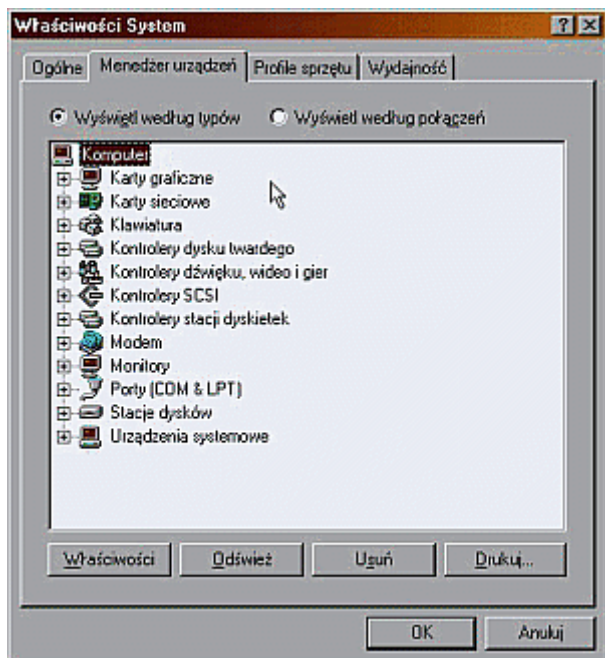 Właściwości System
Ogólne Menedżer urządzeń Profile sprzętu Wydajność
Wyświetl według typów Wyświetl według połączeń
Komputer
Karty graficzne
Karty sieciowe
Klawiatura
Kontrolery dysku twardego
Kontrolery dźwięku, wideo i gier
Kontrolery SCSI
Kontrolery stacji dyskietek
Modem
Monitory
Porty (COM & LPT)
Stacje dysków
Urządzenia systemowe
Właściwości Odśwież Usuń Drukuj...
OK Anuluj